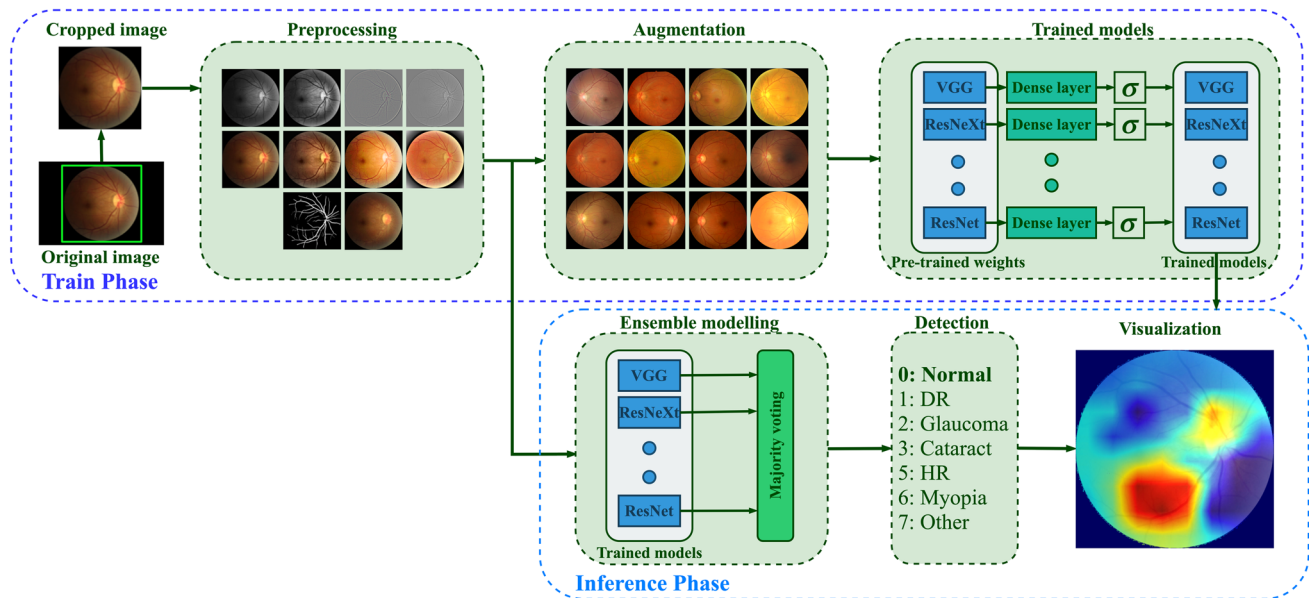 Cropped image
Preprocessing
Augmentation
Trained models
VGG
Dense layer
σ
VGG
ResNeXt
Dense layer
σ
ResNeXt
ResNet
Dense layer
σ
ResNet
Original image
Pre-trained weights
Trained models
Train Phase
Ensemble modelling
Detection
Visualization
VGG
ResNeXt
ResNet
Majority voting
Trained models
0: Normal
1: DR
2: Glaucoma
3: Cataract
5: HR
6: Myopia
7: Other
Inference Phase